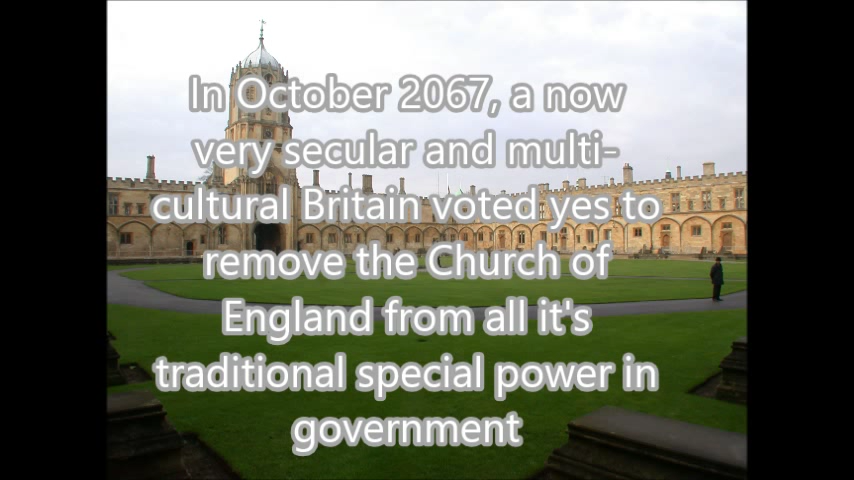 In October 2067, a now
very secular and multi-
cultural Britain voted yes to
remove the Church of
England from all it's
traditional special power in
government